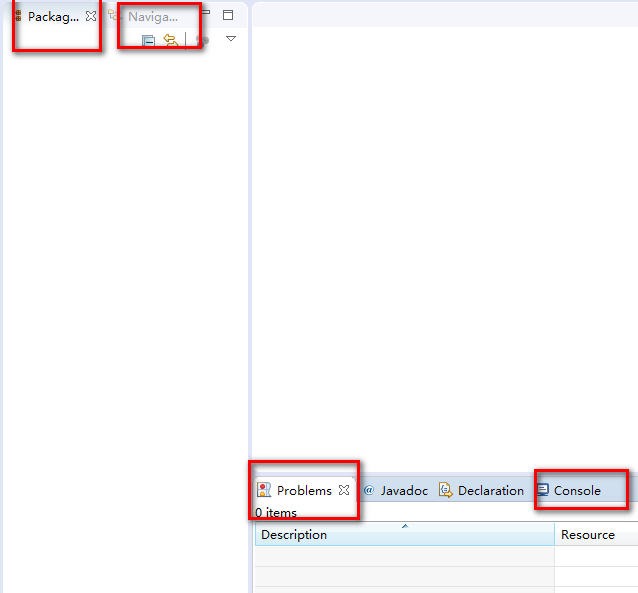 Packag... Naviga...
Problems @ Javadoc Declaration Console
0 items
Description Resource